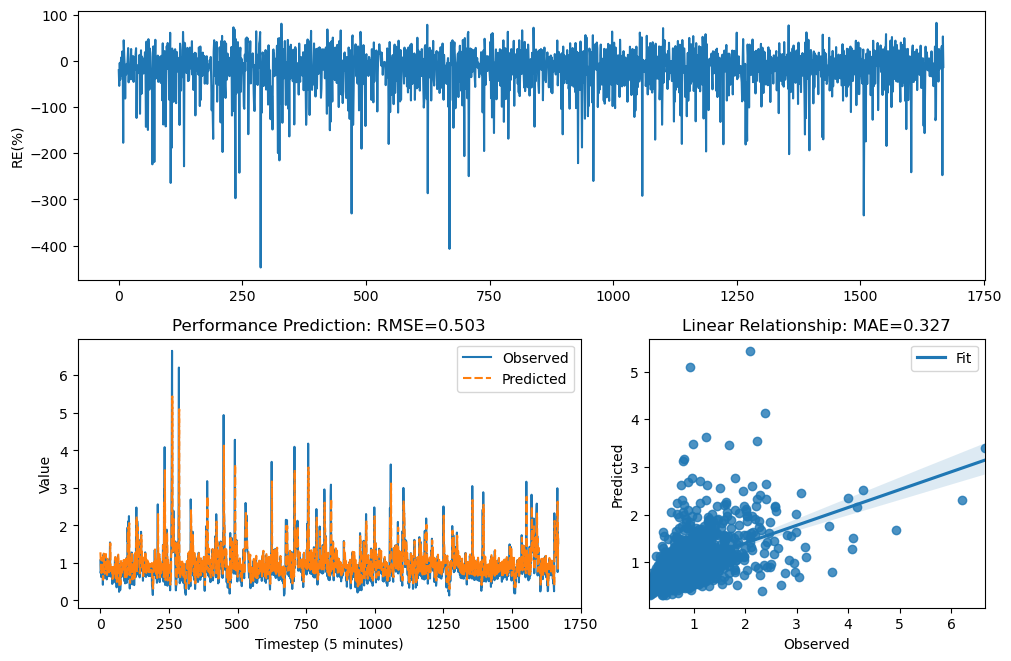 100
0
−100
−200
−300
−400
RE(%)
0 250 500 750 1000 1250 1500 1750
Performance Prediction: RMSE=0.503
Observed
Predicted
6
5
4
3
2
1
0
Value
0 250 500 750 1000 1250 1500 1750
Timestep (5 minutes)
Linear Relationship: MAE=0.327
Fit
5
4
3
2
1
Predicted
1 2 3 4 5 6
Observed